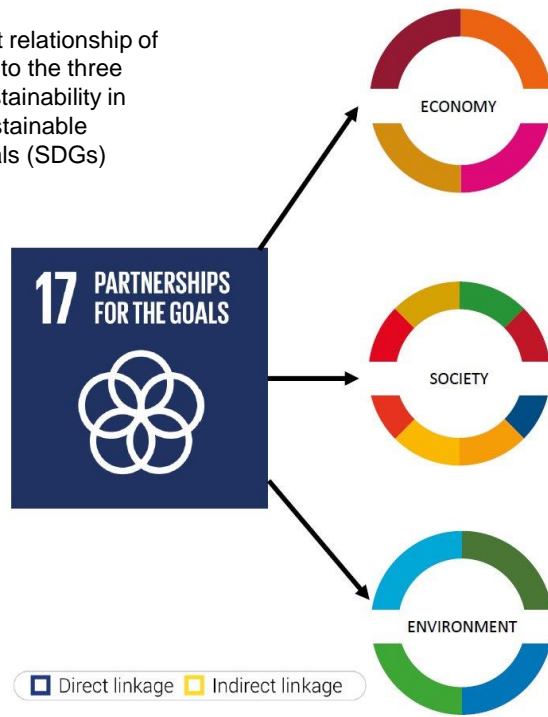 t relationship of
to the three
stainability in
stainable
als (SDGs)
ECONOMY
17 PARTNERSHIPS
FOR THE GOALS
SOCIETY
ENVIRONMENT
Direct linkage Indirect linkage